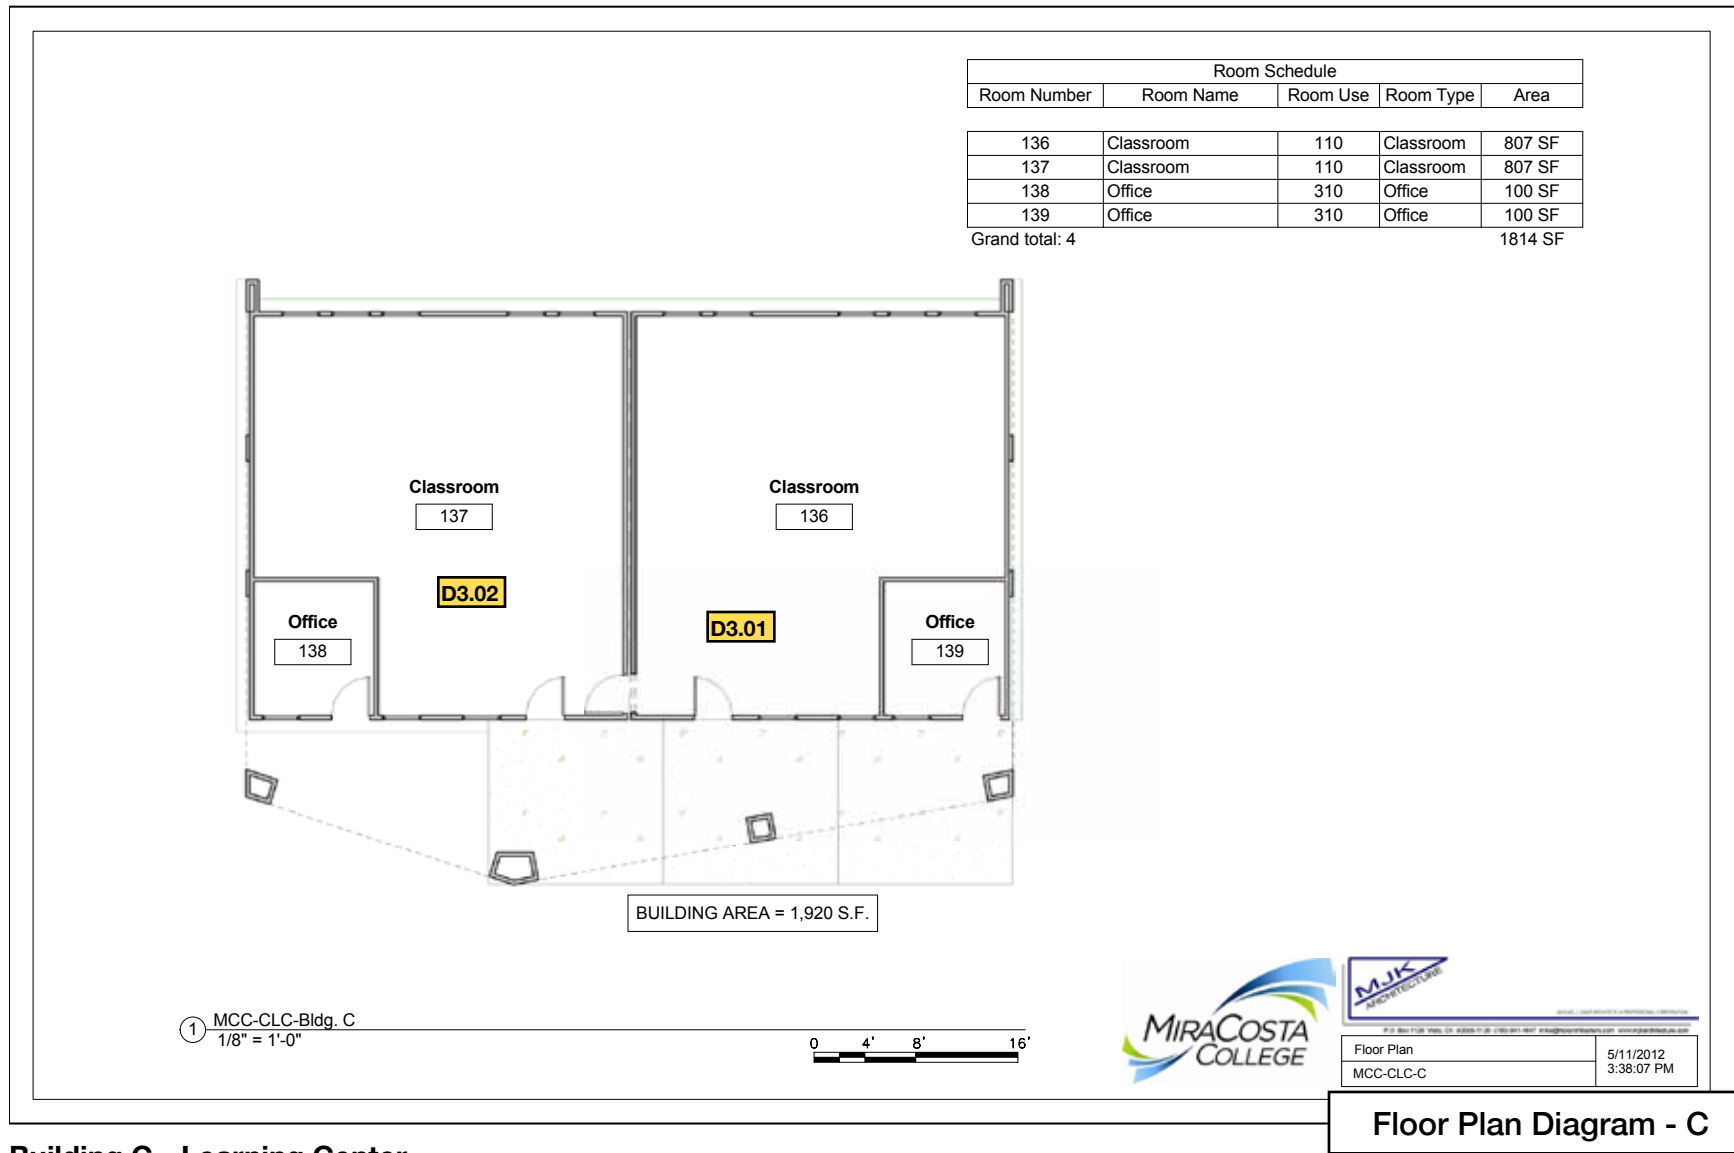 Room Schedule
Room Number Room Name Room Use Room Type Area
136 Classroom 110 Classroom 807 SF
137 Classroom 110 Classroom 807 SF
138 Office 310 Office 100 SF
139 Office 310 Office 100 SF
Grand total: 4 1814 SF
Classroom
137
Classroom
136
D3.02
D3.01
Office
138
Office
139
BUILDING AREA = 1,920 S.F.
1 MCC-CLC-Bldg. C
1/8" = 1'-0"
0 4' 8' 16'
MIRACOSTA
COLLEGE
MJK
ARCHITECTURE
Floor Plan
MCC-CLC-C
5/11/2012
3:38:07 PM
Floor Plan Diagram - C